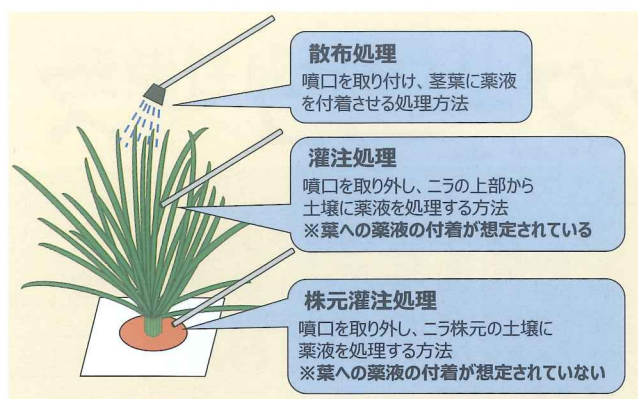 散布処理
噴口を取り付け、茎葉に薬液
を付着させる処理方法
灌注処理
噴口を取り外し、ニラの上部から
土壌に薬液を処理する方法
※葉への薬液の付着が想定されている
株元灌注処理
噴口を取り外し、ニラ株元の土壌に
薬液を処理する方法
※葉への薬液の付着が想定されていない